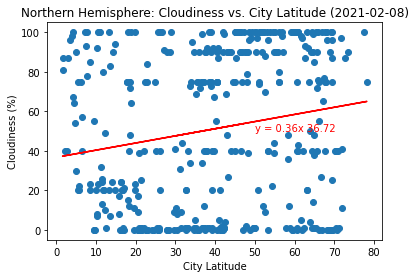 Northern Hemisphere: Cloudiness vs. City Latitude (2021-02-08)
100
80
60
40
20
0
Cloudiness (%)
y = 0.36x 36.72
0 10 20 30 40 50 60 70 80
City Latitude